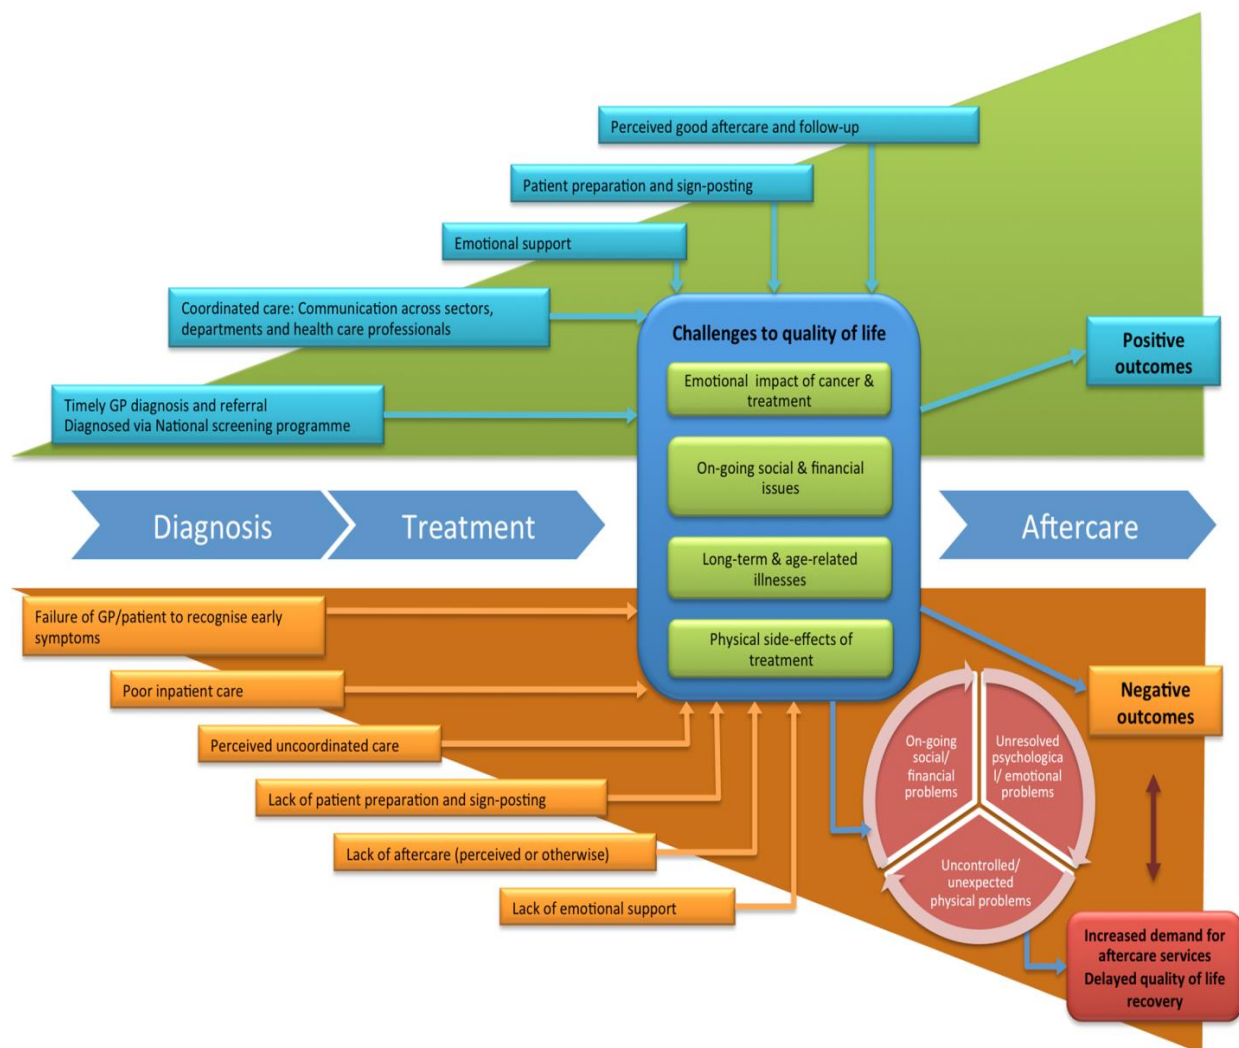 Perceived good aftercare and follow-up
Patient preparation and sign-posting
Emotional support
Coordinated care: Communication across sectors,
departments and health care professionals
Timely GP diagnosis and referral
Diagnosed via National screening programme
Challenges to quality of life
Emotional impact of cancer &
treatment
On-going social & financial
issues
Long-term & age-related
illnesses
Physical side-effects of
treatment
Positive
outcomes
Diagnosis
Treatment
Aftercare
Failure of GP/patient to recognise early
symptoms
Poor inpatient care
Perceived uncoordinated care
Lack of patient preparation and sign-posting
Lack of aftercare (perceived or otherwise)
Lack of emotional support
Negative
outcomes
On-going
social/
financial
problems
Unresolved
psychologica
l/ emotional
problems
Uncontrolled/
unexpected
physical problems
Increased demand for
aftercare services
Delayed quality of life
recovery